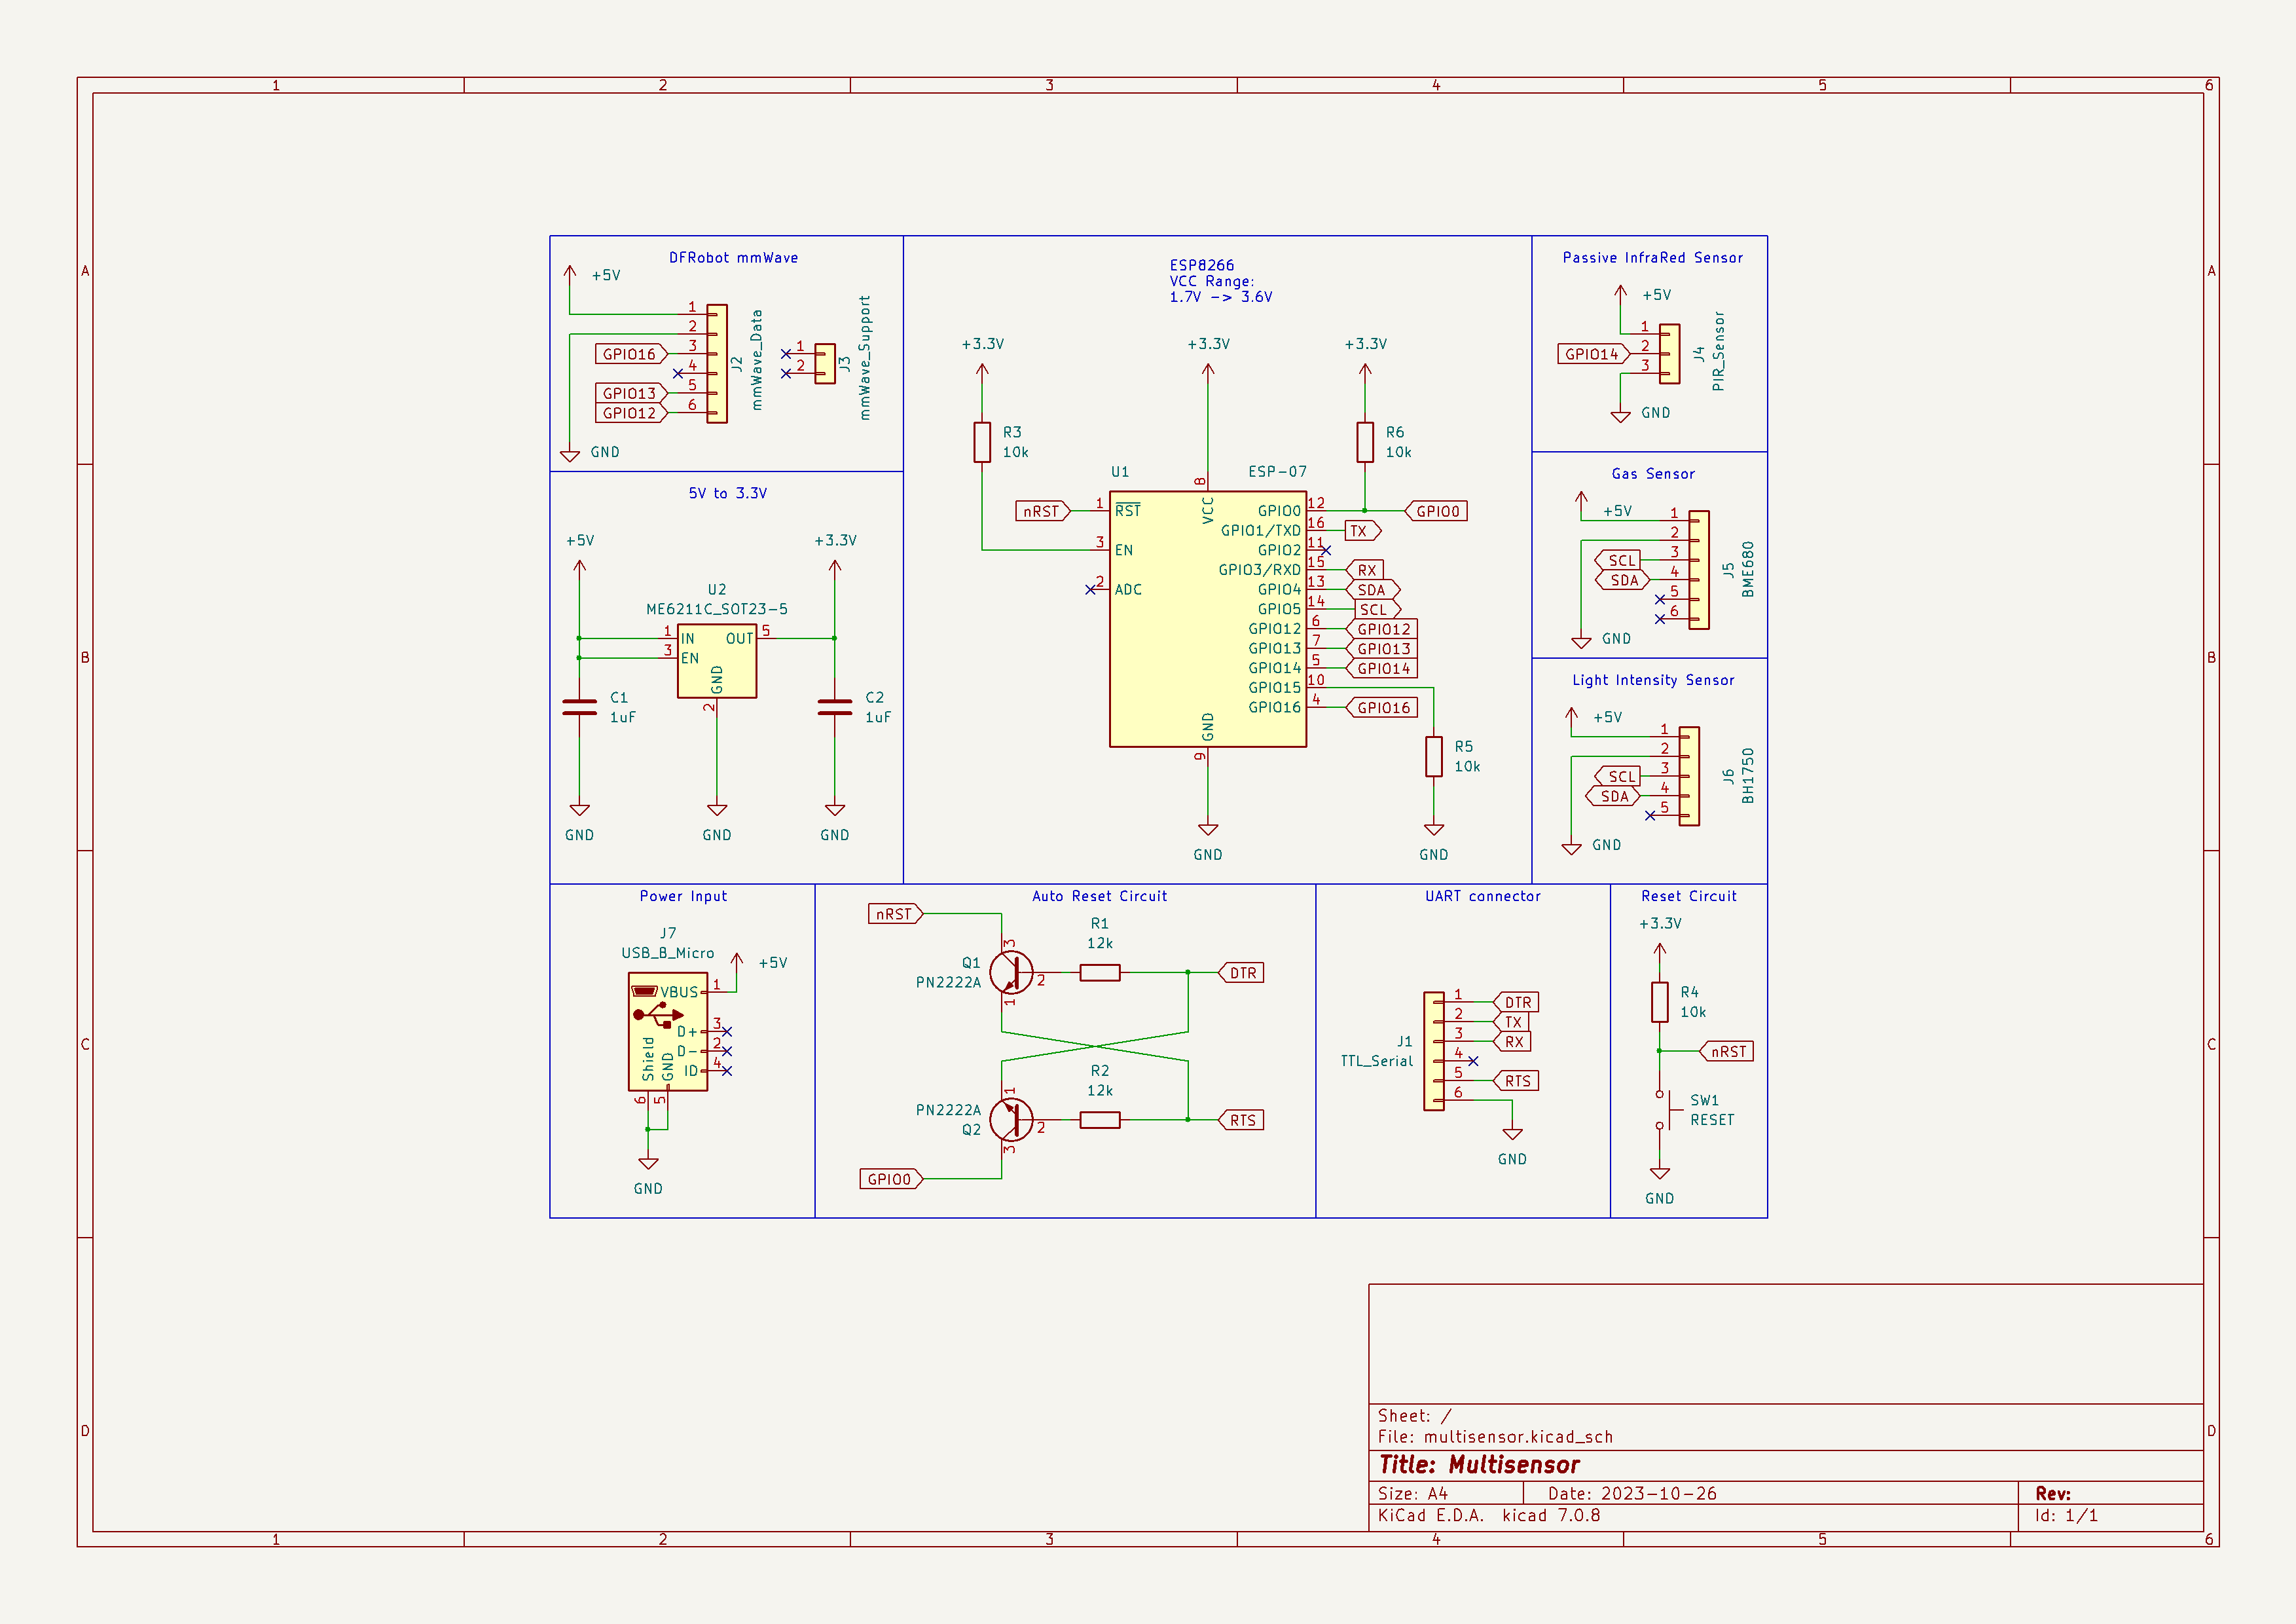 1 2 3 4 5 6
A A
B B
C C
D D
DFRobot mmWave
+5V
1
2
GPIO16 3
4
GPIO13 5
GPIO12 6
J2
mmWave_Data
1
2
J3
mmWave_Support
GND
5V to 3.3V
+5V
+3.3V
U2
ME6211C_SOT23-5
1 IN OUT 5
3 EN
GND
2
C1
1uF
C2
1uF
GND
GND
GND
ESP8266
VCC Range:
1.7V -> 3.6V
+3.3V
+3.3V
+3.3V
R3
10k
R6
10k
U1
ESP-07
8
VCC
nRST 1 RST
3 EN
2 ADC
GPIO0 12 GPIO0
GPIO1/TXD 16 TX
GPIO2 11
GPIO3/RXD 15 RX
GPIO4 13 SDA
GPIO5 14 SCL
GPIO12 6 GPIO12
GPIO13 7 GPIO13
GPIO14 5 GPIO14
GPIO15 10
GPIO16 4 GPIO16
GND
9
R5
10k
GND
GND
Passive InfraRed Sensor
+5V
1
GPIO14 2
3
J4
PIR_Sensor
GND
Gas Sensor
+5V
1
2
SCL 3
SDA 4
5
6
J5
BME680
GND
Light Intensity Sensor
+5V
1
2
SCL 3
SDA 4
5
J6
BH1750
GND
Power Input
J7
USB_B_Micro
+5V
VBUS 1
D+ 3
D- 2
ID 4
Shield
GND
6
5
GND
Auto Reset Circuit
nRST
3
Q1
PN2222A
2
1
R1
12k
DTR
R2
12k
1
PN2222A
Q2
2
3
RTS
GPIO0
UART connector
J1
TTL_Serial
1 DTR
2 TX
3 RX
4
5 RTS
6
GND
Reset Circuit
+3.3V
R4
10k
nRST
SW1
RESET
GND
Sheet: /
File: multisensor.kicad_sch
Title: Multisensor
Size: A4
Date: 2023-10-26
Rev:
KiCad E.D.A. kicad 7.0.8
Id: 1/1
1 2 3 4 5 6